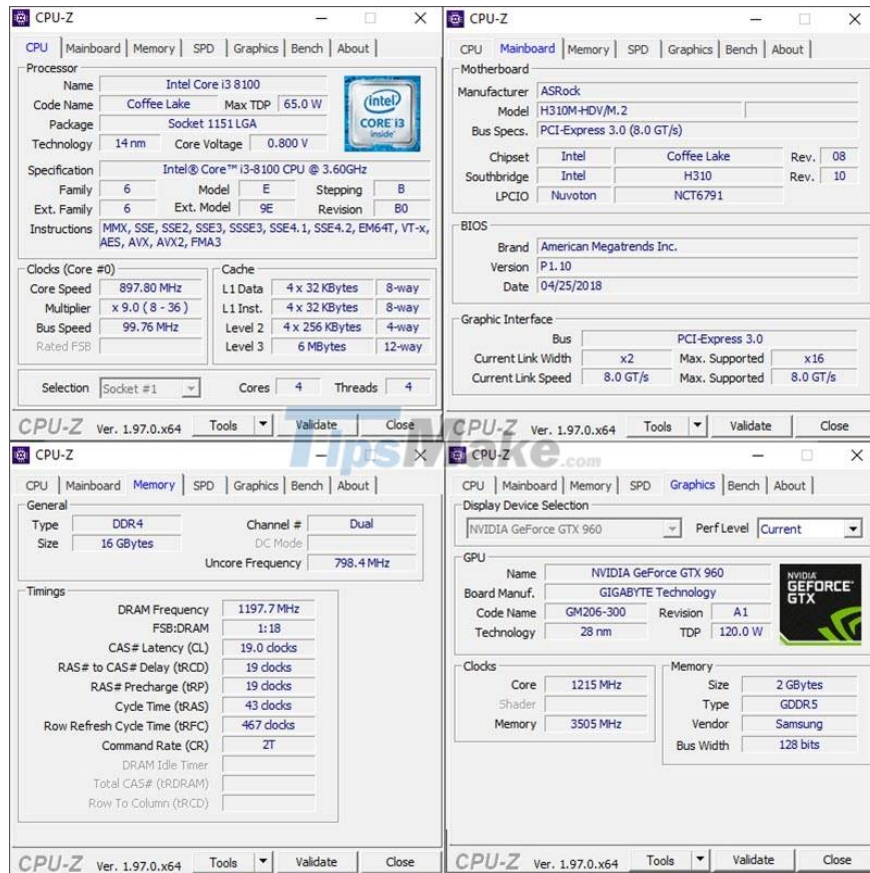 CPU-Z
CPU Mainboard Memory SPD Graphics Bench About
Processor
Name Intel Core i3 8100
Code Name Coffee Lake Max TDP 65.0 W
Package Socket 1151 LGA
Technology 14 nm Core Voltage 0.800 V
(intel)
CORE i3
inside
Specification Intel® Core™ i3-8100 CPU @ 3.60GHz
Family 6 Model E Stepping B
Ext. Family 6 Ext. Model 9E Revision B0
Instructions MMX, SSE, SSE2, SSE3, SSSE3, SSE4.1, SSE4.2, EM64T, VT-x,
AES, AVX, AVX2, FMA3
Clocks (Core #0)
Core Speed 897.80 MHz
Multiplier x 9.0 ( 8 - 36 )
Bus Speed 99.76 MHz
Rated FSB
Cache
L1 Data 4 x 32 KBytes 8-way
L1 Inst. 4 x 32 KBytes 8-way
Level 2 4 x 256 KBytes 4-way
Level 3 6 MBytes 12-way
Selection Socket #1 Cores 4 Threads 4
CPU-Z Ver. 1.97.0.x64 Tools Validate Close
CPU-Z
CPU Mainboard Memory SPD Graphics Bench About
Motherboard
Manufacturer ASRock
Model H310M-HDV/M.2
Bus Specs. PCI-Express 3.0 (8.0 GT/s)
Chipset Intel Coffee Lake Rev. 08
Southbridge Intel H310 Rev. 10
LPCIO Nuvoton NCT6791
BIOS
Brand American Megatrends Inc.
Version P1.10
Date 04/25/2018
Graphic Interface
Bus PCI-Express 3.0
Current Link Width x2 Max. Supported x16
Current Link Speed 8.0 GT/s Max. Supported 8.0 GT/s
CPU-Z Ver. 1.97.0.x64 Tools Validate Close
TipsMake.com
CPU-Z
CPU Mainboard Memory SPD Graphics Bench About
General
Type DDR4 Channel # Dual
Size 16 GBytes DC Mode
Uncore Frequency 798.4 MHz
Timings
DRAM Frequency 1197.7 MHz
FSB:DRAM 1:18
CAS# Latency (CL) 19.0 clocks
RAS# to CAS# Delay (tRCD) 19 clocks
RAS# Precharge (tRP) 19 clocks
Cycle Time (tRAS) 43 clocks
Row Refresh Cycle Time (tRFC) 467 clocks
Command Rate (CR) 2T
DRAM Idle Timer
Total CAS# (tRDRAM)
Row To Column (tRCD)
CPU-Z Ver. 1.97.0.x64 Tools Validate Close
CPU-Z
CPU Mainboard Memory SPD Graphics Bench About
Display Device Selection
NVIDIA GeForce GTX 960 Perf Level Current
GPU
Name NVIDIA GeForce GTX 960
Board Manuf. GIGABYTE Technology
Code Name GM206-300 Revision A1
Technology 28 nm TDP 120.0 W
NVIDIA
GEFORCE
GTX
Clocks
Core 1215 MHz
Shader
Memory 3505 MHz
Memory
Size 2 GBytes
Type GDDR5
Vendor Samsung
Bus Width 128 bits
CPU-Z Ver. 1.97.0.x64 Tools Validate Close